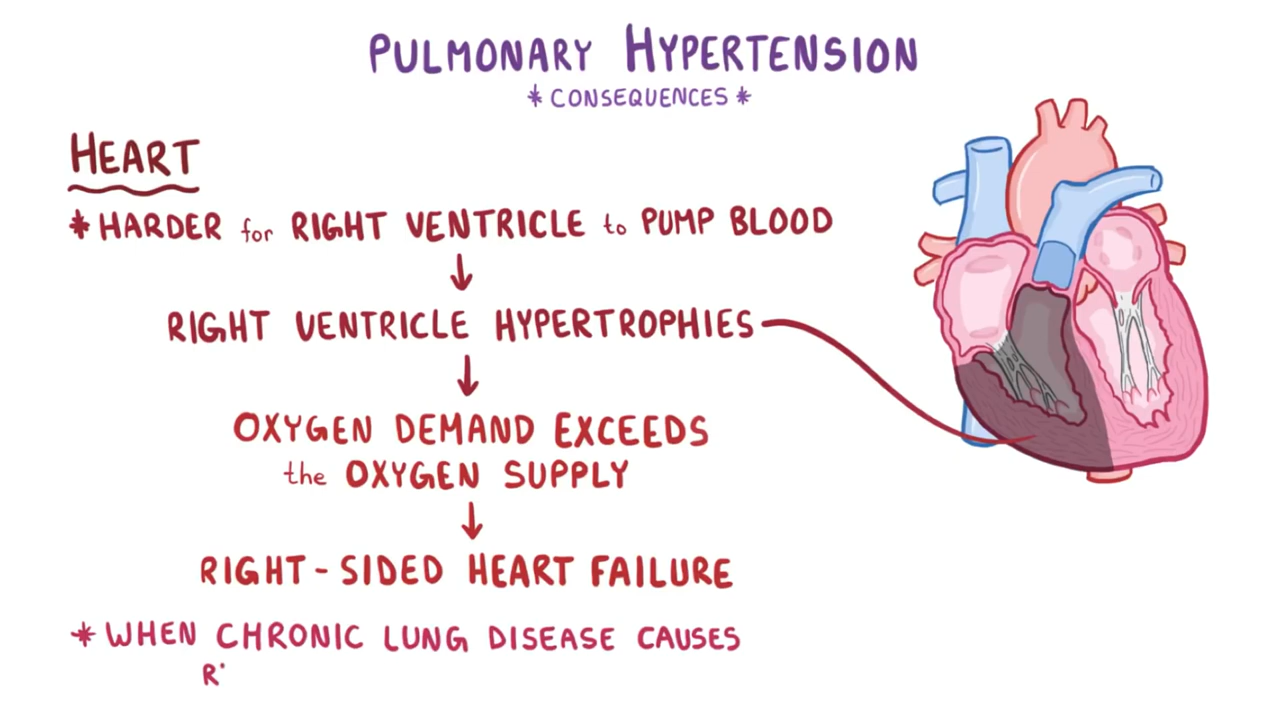 PULMONARY HYPERTENSION
* CONSEQUENCES *
HEART
* HARDER for RIGHT VENTRICLE to PUMP BLOOD
RIGHT VENTRICLE HYPERTROPHIES
OXYGEN DEMAND EXCEEDS
the OXYGEN SUPPLY
RIGHT-SIDED HEART FAILURE
* WHEN CHRONIC LUNG DISEASE CAUSES
R